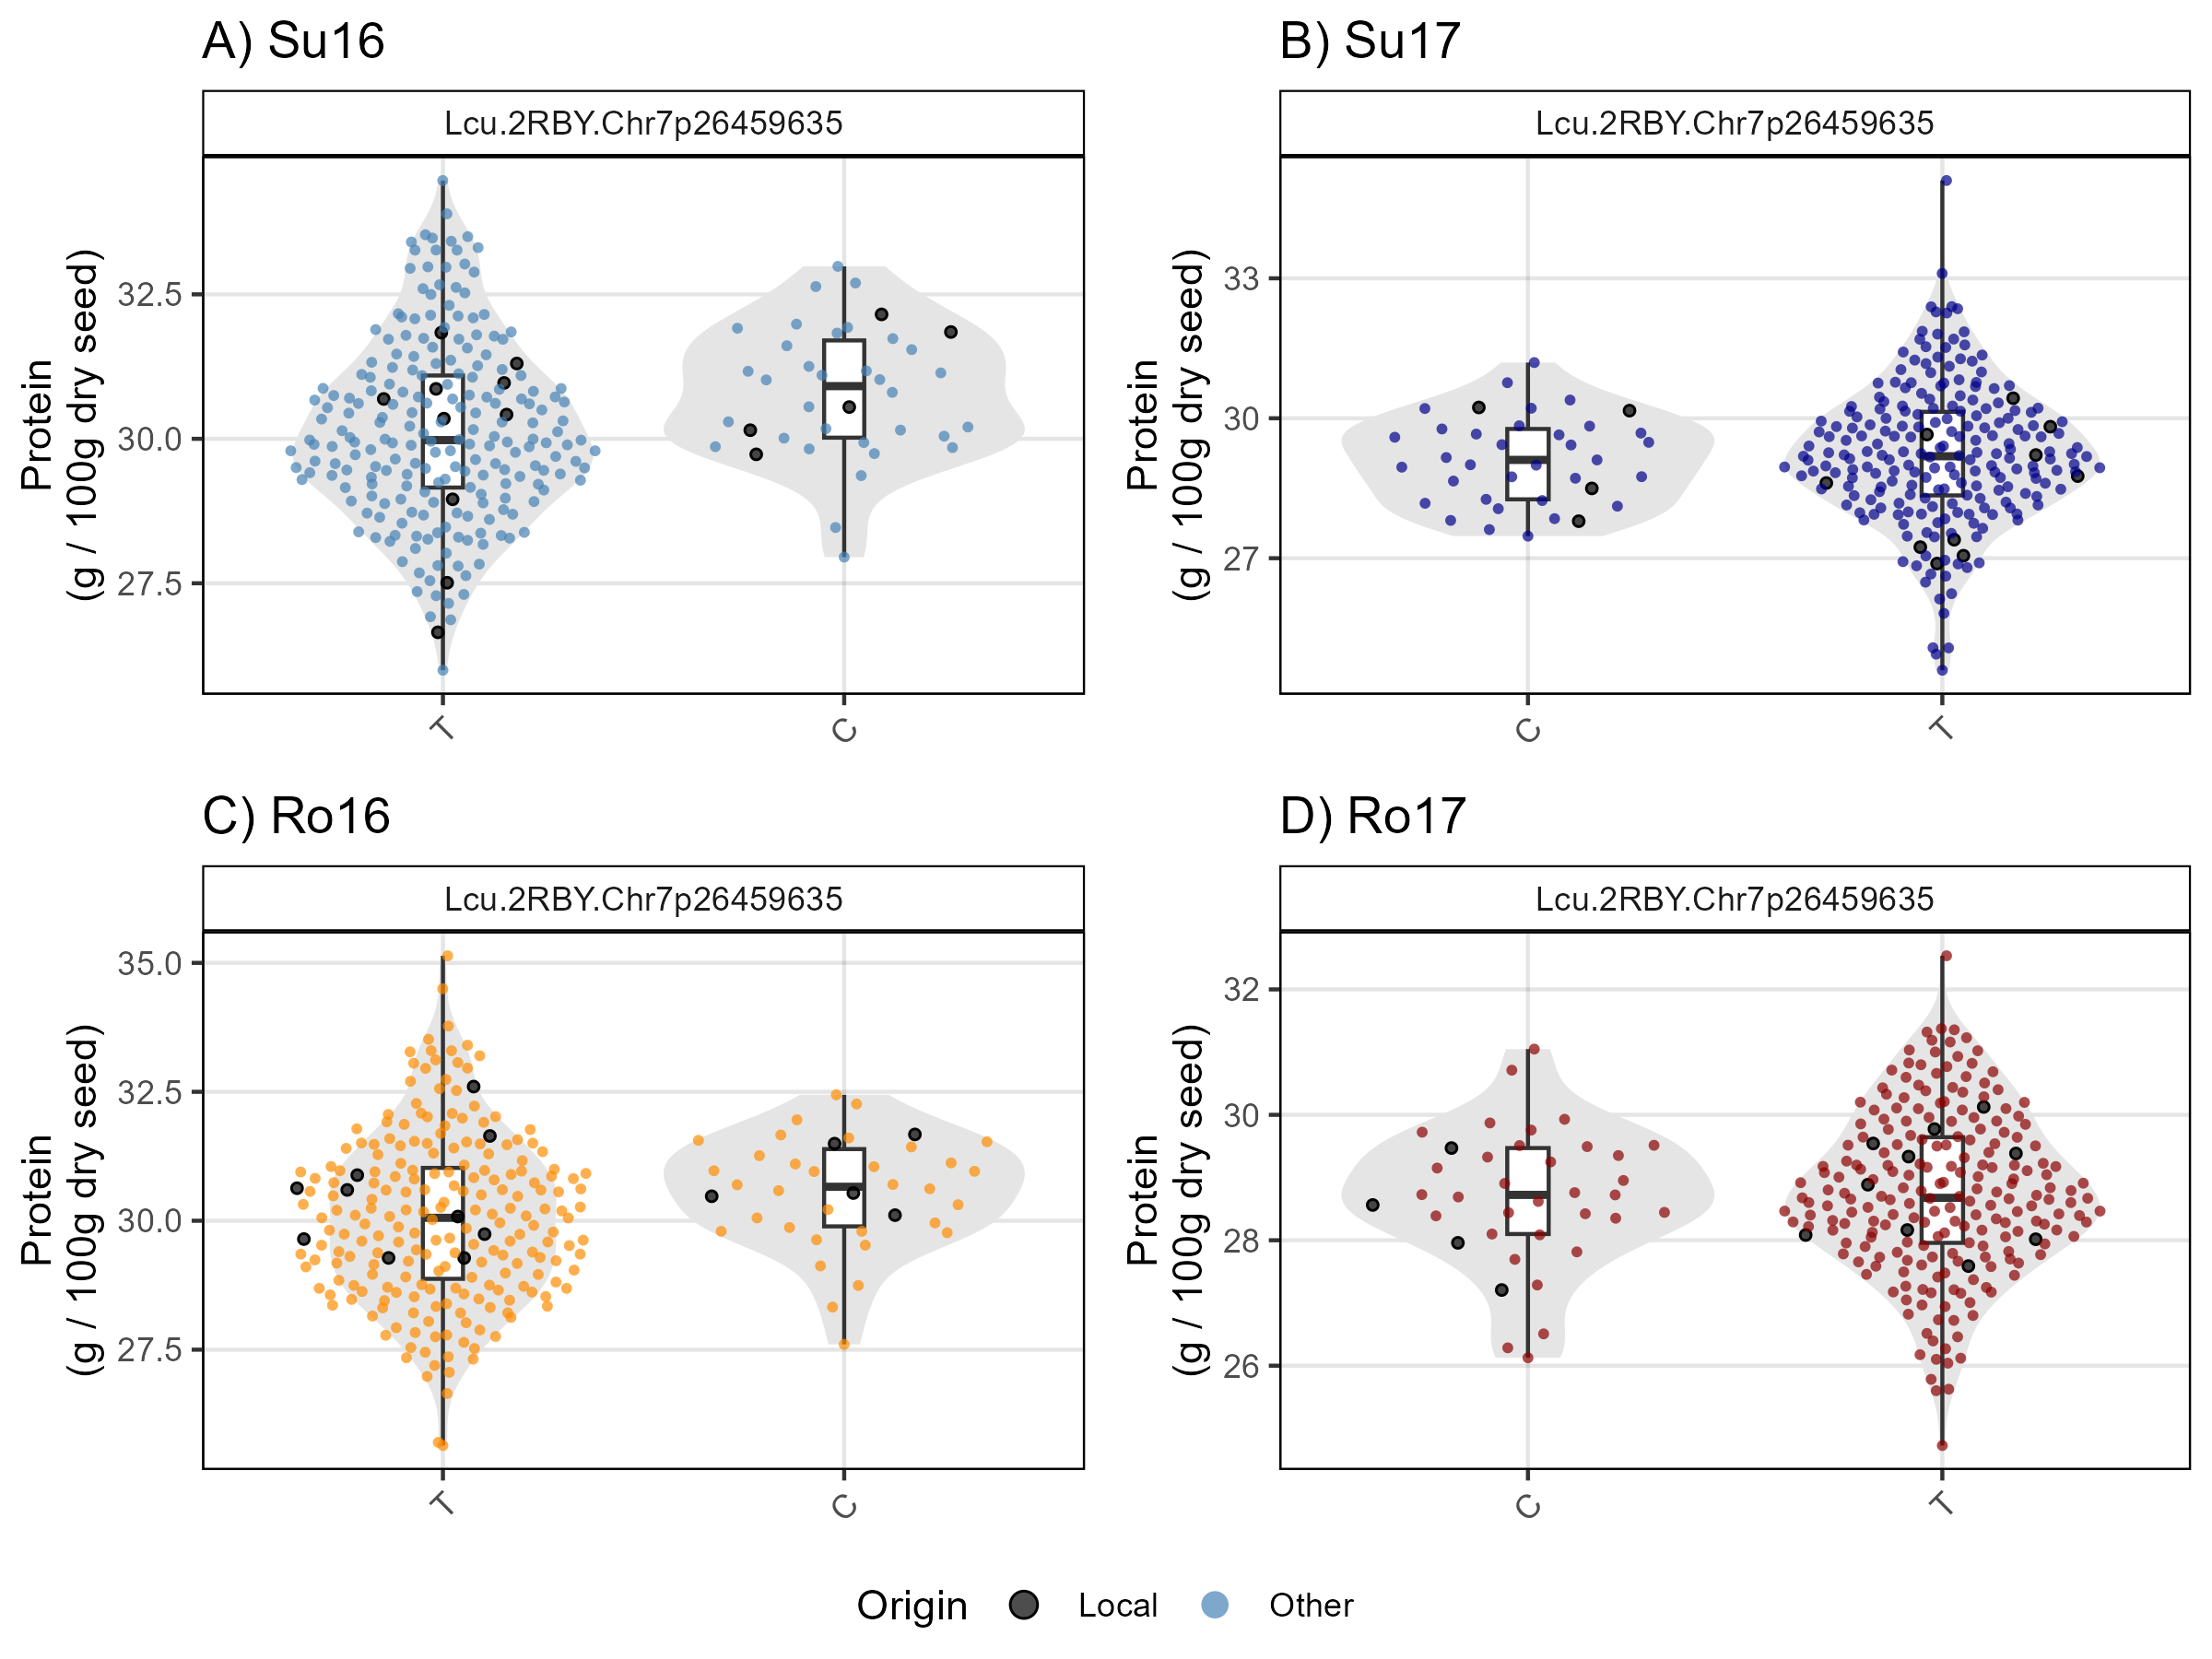 A) Su16
Lcu.2RBY.Chr7p26459635
Protein
(g / 100g dry seed)
32.5
30.0
27.5
T
C
B) Su17
Lcu.2RBY.Chr7p26459635
Protein
(g / 100g dry seed)
33
30
27
C
T
C) Ro16
Lcu.2RBY.Chr7p26459635
Protein
(g / 100g dry seed)
35.0
32.5
30.0
27.5
T
C
D) Ro17
Lcu.2RBY.Chr7p26459635
Protein
(g / 100g dry seed)
32
30
28
26
C
T
Origin Local Other